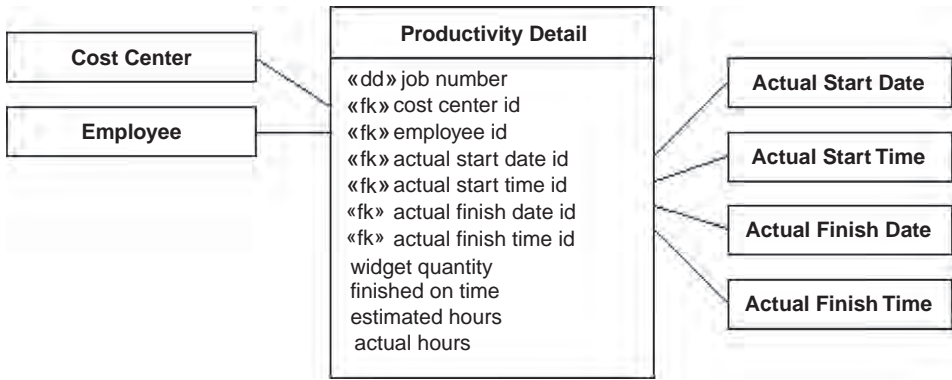 Cost Center
Employee
Productivity Detail
«dd» job number
«fk» cost center id
«fk» employee id
«fk» actual start date id
«fk» actual start time id
«fk» actual finish date id
«fk» actual finish time id
widget quantity
finished on time
estimated hours
actual hours
Actual Start Date
Actual Start Time
Actual Finish Date
Actual Finish Time